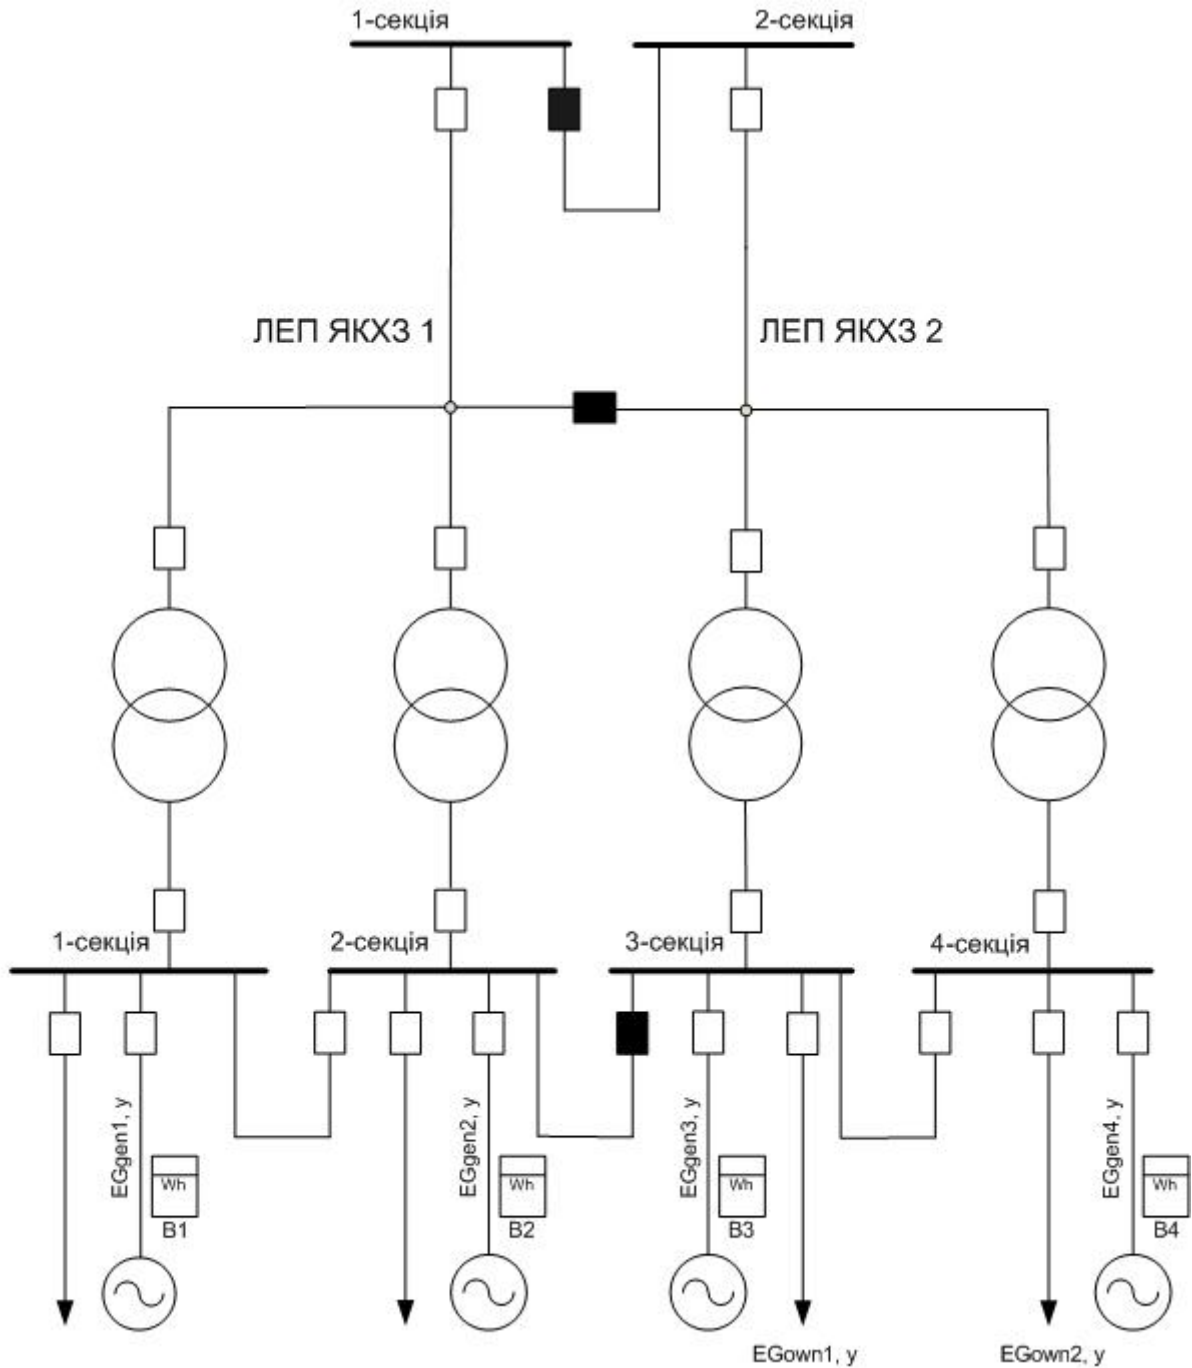 1-секція
2-секція
ЛЕП ЯКХЗ 1
ЛЕП ЯКХЗ 2
1-секція
2-секція
3-секція
4-секція
EGgen1, y
EGgen2, y
EGgen3, y
EGgen4, y
Wh
Wh
Wh
Wh
B1
B2
B3
B4
EGown1, y
EGown2, y